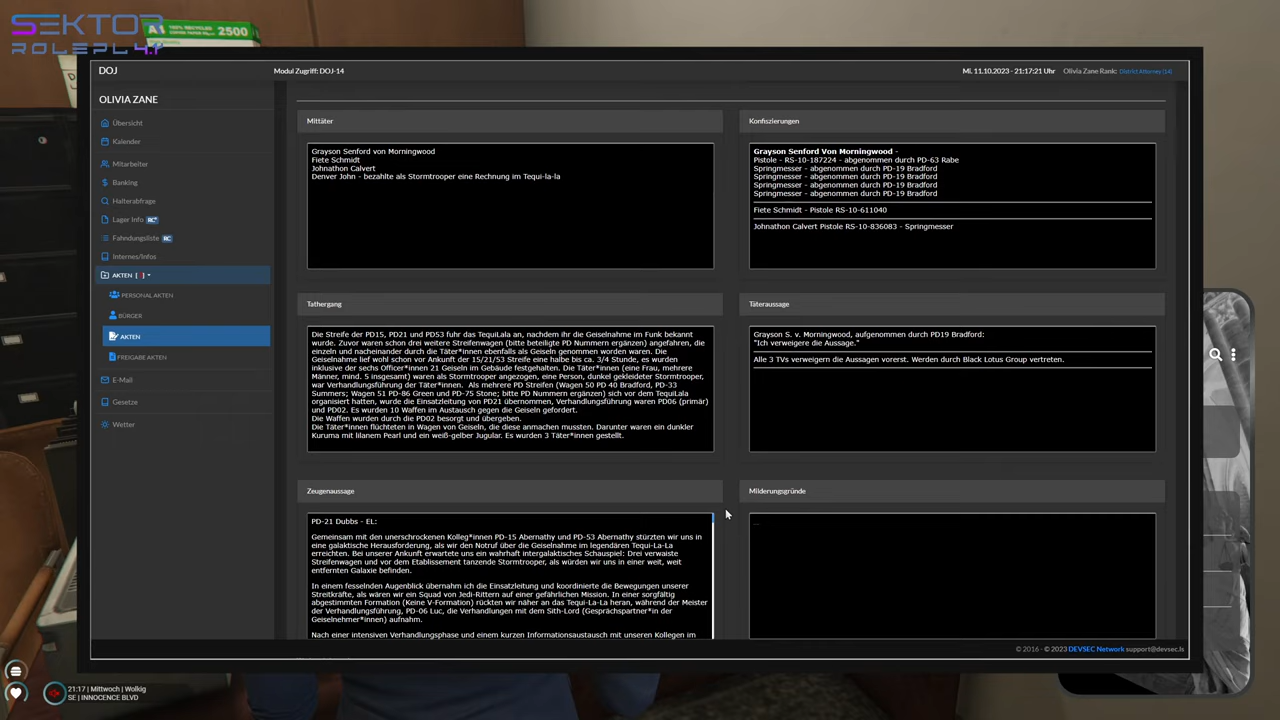 SEKTOR
ROLEPL4.Y
100% RECYCLED
2500
DOJ
Modul Zugriff: DOJ-14
Mi. 11.10.2023 - 21:17:21 Uhr
Olivia Zane Rank: District Attorney [14]
OLIVIA ZANE
Übersicht
Kalender
Mitarbeiter
Banking
Halterabfrage
Lager Info RC*
Fahndungsliste RC
Internes/Infos
AKTEN
PERSONAL AKTEN
BÜRGER
AKTEN
FREIGABE AKTEN
E-Mail
Gesetze
Wetter
Mittäter
Grayson Senford von Morningwood
Fiete Schmidt
Johnathon Calvert
Denver John - bezahlte als Stormtrooper eine Rechnung im Tequi-la-la
Konfiszierungen
Grayson Senford Von Morningwood -
Pistole - RS-10-187224 - abgenommen durch PD-63 Rabe
Springmesser - abgenommen durch PD-19 Bradford
Springmesser - abgenommen durch PD-19 Bradford
Springmesser - abgenommen durch PD-19 Bradford
Springmesser - abgenommen durch PD-19 Bradford
Fiete Schmidt - Pistole RS-10-611040
Johnathon Calvert Pistole RS-10-836083 - Springmesser
Tathergang
Die Streife der PD15, PD21 und PD53 fuhr das TequiLala an, nachdem ihr die Geiselnahme im Funk bekannt
wurde. Zuvor waren schon drei weitere Streifenwagen (bitte beteiligte PD Nummern ergänzen) angefahren, die
einzeln und nacheinander durch die Täter*innen ebenfalls als Geiseln genommen worden waren. Die
Geiselnahme lief wohl schon vor Ankunft der 15/21/53 Streife eine halbe bis ca. 3/4 Stunde, es wurden
inklusive der sechs Officer*innen 21 Geiseln im Gebäude festgehalten. Die Täter*innen (eine Frau, mehrere
Männer, mind. 5 insgesamt) waren als Stormtrooper angezogen, eine Person, dunkel gekleideter Stormtrooper,
war Verhandlungsführung der Täter*innen.  Als mehrere PD Streifen (Wagen 50 PD 40 Bradford, PD-33
Summers; Wagen 51 PD-86 Green und PD-75 Stone; bitte PD Nummern ergänzen) sich vor dem TequiLala
organisiert hatten, wurde die Einsatzleitung von PD21 übernommen, Verhandlungsführung waren PD06 (primär)
und PD02. Es wurden 10 Waffen im Austausch gegen die Geiseln gefordert.
Die Waffen wurden durch die PD02 besorgt und übergeben.
Die Täter*innen flüchteten in Wagen von Geiseln, die diese anmachen mussten. Darunter waren ein dunkler
Kuruma mit lilanem Pearl und ein weiß-gelber Jugular. Es wurden 3 Täter*innen gestellt.
Täteraussage
Grayson S. v. Morningwood, aufgenommen durch PD19 Bradford:
"Ich verweigere die Aussage."
Alle 3 TVs verweigern die Aussagen vorerst. Werden durch Black Lotus Group vertreten.
Zeugenaussage
PD-21 Dubbs - EL:
Gemeinsam mit den unerschrockenen Kolleg*innen PD-15 Abernathy und PD-53 Abernathy stürzten wir uns in
eine galaktische Herausforderung, als wir den Notruf über die Geiselnahme im legendären Tequi-La-La
erreichten. Bei unserer Ankunft erwartete uns ein wahrhaft intergalaktisches Schauspiel: Drei verwaiste
Streifenwagen und vor dem Etablissement tanzende Stormtrooper, als würden wir uns in einer weit, weit
entfernten Galaxie befinden.
In einem fesselnden Augenblick übernahm ich die Einsatzleitung und koordinierte die Bewegungen unserer
Streitkräfte, als wären wir ein Squad von Jedi-Rittern auf einer gefährlichen Mission. In einer sorgfältig
abgestimmten Formation (Keine V-Formation) rückten wir näher an das Tequi-La-La heran, während der Meister
der Verhandlungsführung, PD-06 Luc, die Verhandlungen mit dem Sith-Lord (Gesprächspartner*in der
Geiselnehmer*innen) aufnahm.
Nach einer intensiven Verhandlungsphase und einem kurzen Informationsaustausch mit unseren Kollegen im
Milderungsgründe
...
© 2016 - © 2023 DEVSEC Network support@devsec.ls
21:17 | Mittwoch | Wolkig
SE | INNOCENCE BLVD